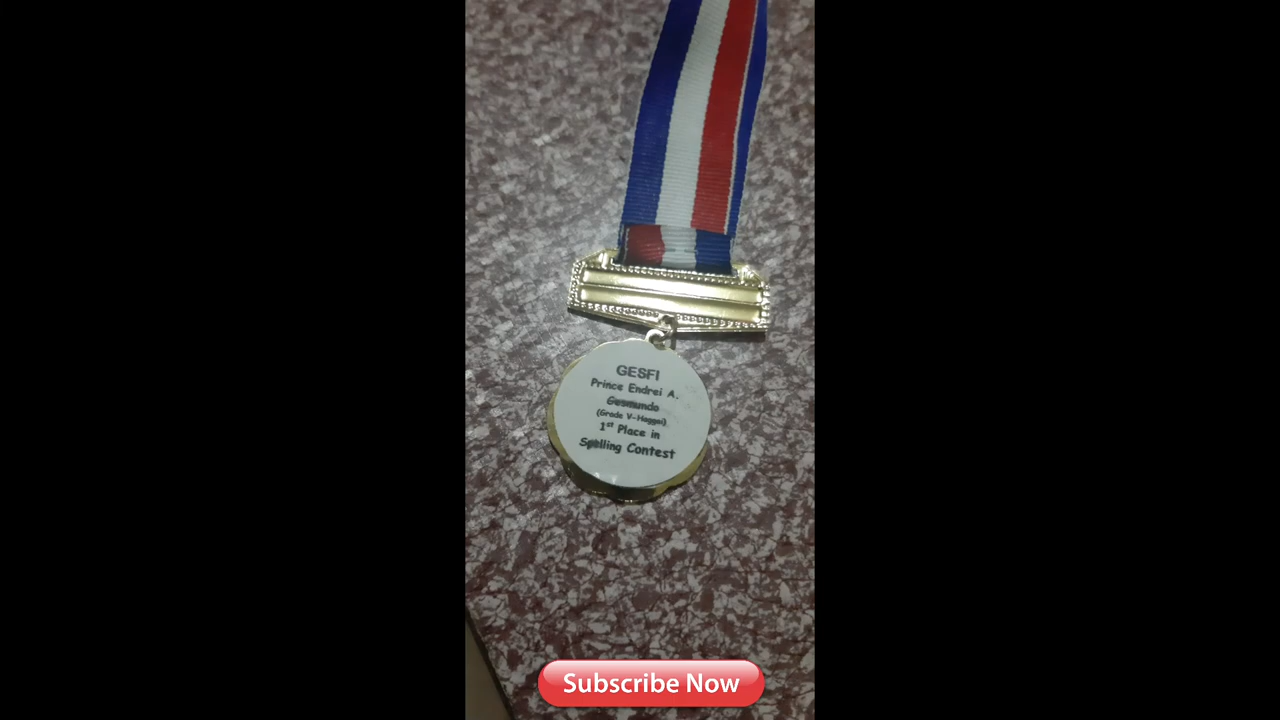 GESFI
Prince Endrei A.
Gesmundo
(Grade V-Haggai)
1st Place in
Spelling Contest
Subscribe Now